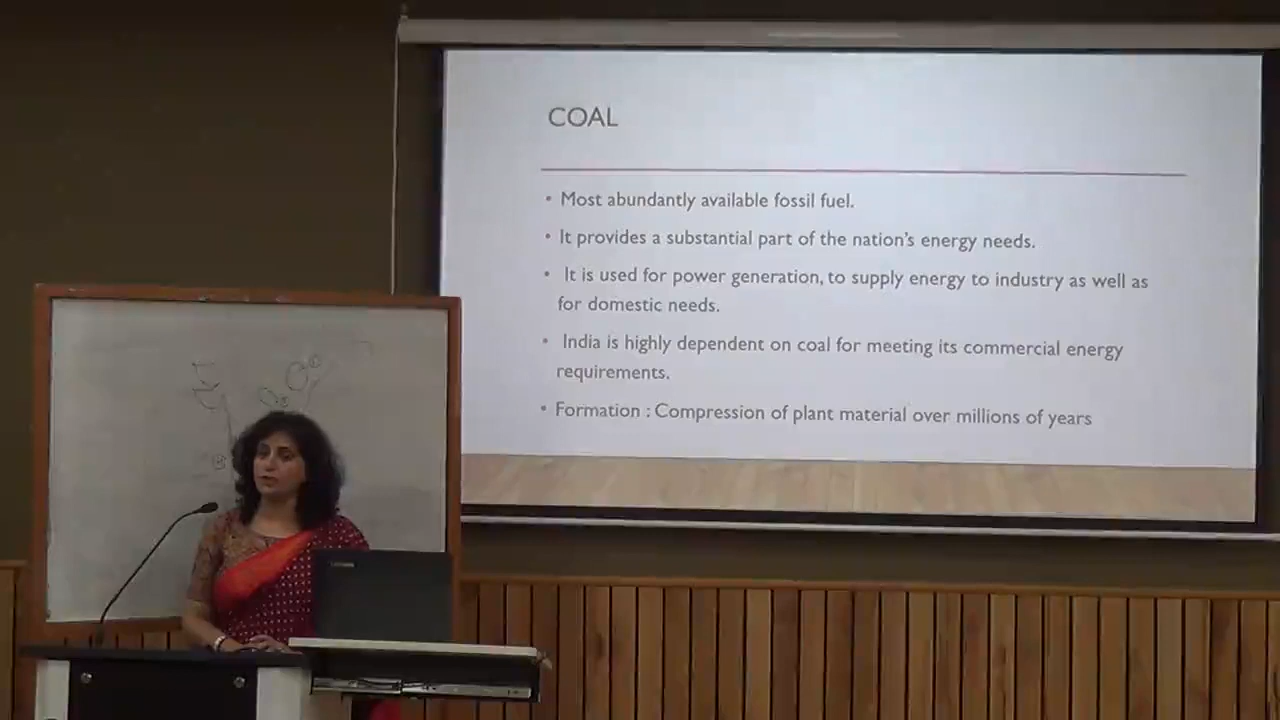 COAL
• Most abundantly available fossil fuel.
• It provides a substantial part of the nation's energy needs.
• It is used for power generation, to supply energy to industry as well as
for domestic needs.
• India is highly dependent on coal for meeting its commercial energy
requirements.
• Formation : Compression of plant material over millions of years